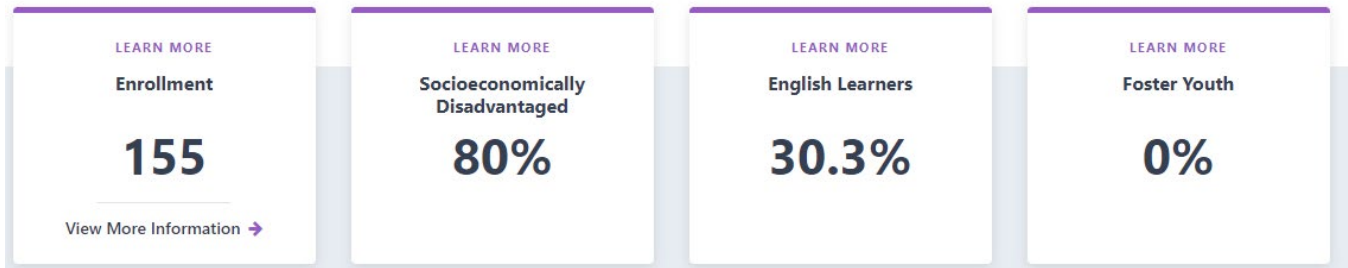 LEARN MORE
Enrollment
155
View More Information
LEARN MORE
Socioeconomically
Disadvantaged
80%
LEARN MORE
English Learners
30.3%
LEARN MORE
Foster Youth
0%